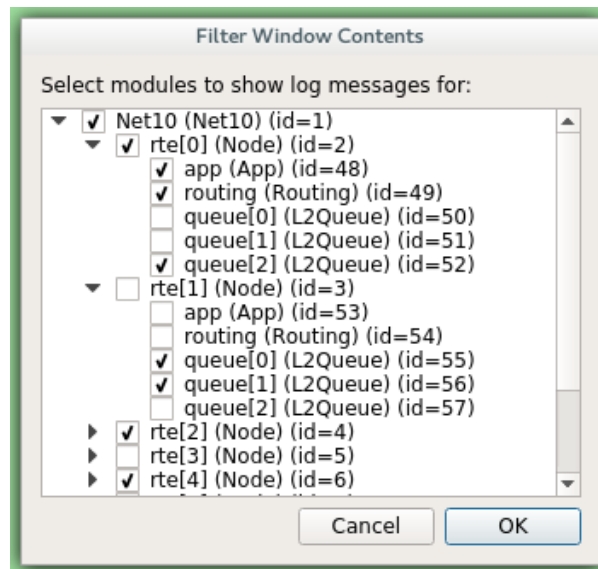 Filter Window Contents
Select modules to show log messages for:
Net10 (Net10) (id=1)
rte[0] (Node) (id=2)
app (App) (id=48)
routing (Routing) (id=49)
queue[0] (L2Queue) (id=50)
queue[1] (L2Queue) (id=51)
queue[2] (L2Queue) (id=52)
rte[1] (Node) (id=3)
app (App) (id=53)
routing (Routing) (id=54)
queue[0] (L2Queue) (id=55)
queue[1] (L2Queue) (id=56)
queue[2] (L2Queue) (id=57)
rte[2] (Node) (id=4)
rte[3] (Node) (id=5)
rte[4] (Node) (id=6)
Cancel OK